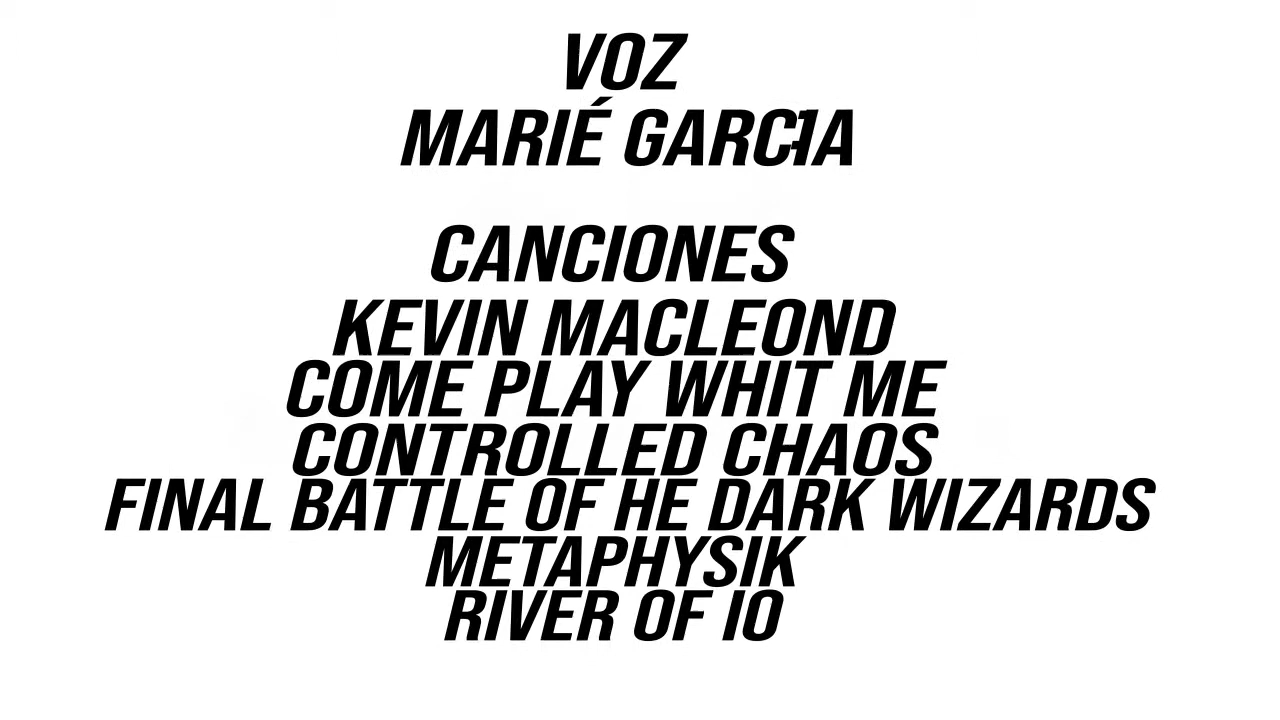 VOZ
MARIÉ GARCIA
CANCIONES
KEVIN MACLEOND
COME PLAY WHIT ME
CONTROLLED CHAOS
FINAL BATTLE OF HE DARK WIZARDS
METAPHYSIK
RIVER OF IO